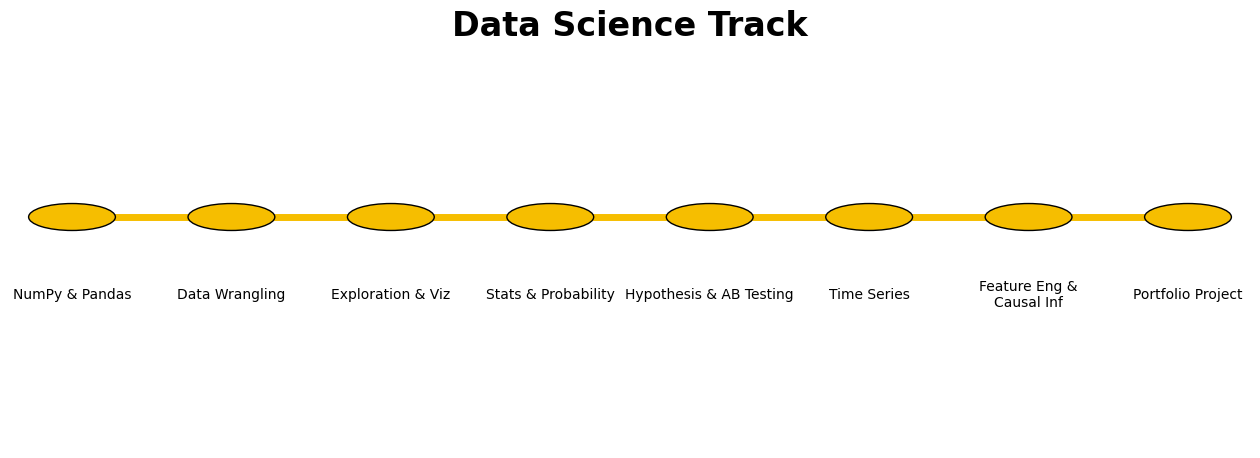 Data Science Track
NumPy & Pandas
Data Wrangling
Exploration & Viz
Stats & Probability
Hypothesis & AB Testing
Time Series
Feature Eng &
Causal Inf
Portfolio Project